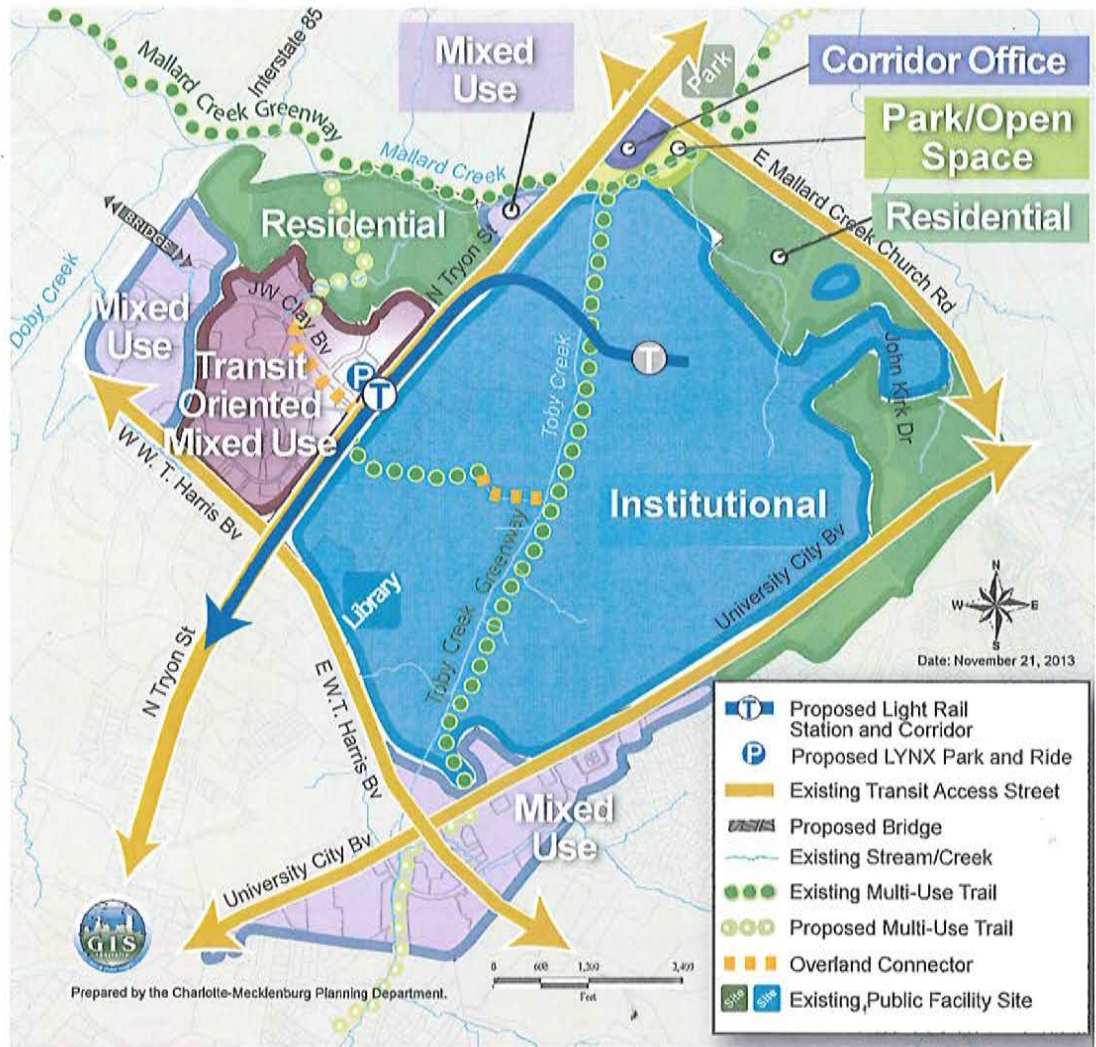 Interstate 85
Mallard
Creek Greenway
Mixed
Use
Park
Corridor Office
Park/Open
Space
Mallard Creek
E Mallard Creek Church Rd
Residential
Residential
BRIDGE
N Tryon St
Doby Creek
Mixed
Use
JW Clay Bv
Transit
Oriented
Mixed Use
P
T
T
Toby Creek
John Kirk Dr
W W. T. Harris Bv
Institutional
Library
Toby Creek Greenway
University City Bv
N
W E
S
Date: November 21, 2013
N Tryon St
E W.T. Harris Bv
Mixed
Use
University City Bv
T Proposed Light Rail
Station and Corridor
P Proposed LYNX Park and Ride
Existing Transit Access Street
Proposed Bridge
Existing Stream/Creek
Existing Multi-Use Trail
Proposed Multi-Use Trail
Overland Connector
Site Site Existing,Public Facility Site
GIS
0 600 1,200 2,400
Feet
Prepared by the Charlotte-Mecklenburg Planning Department.